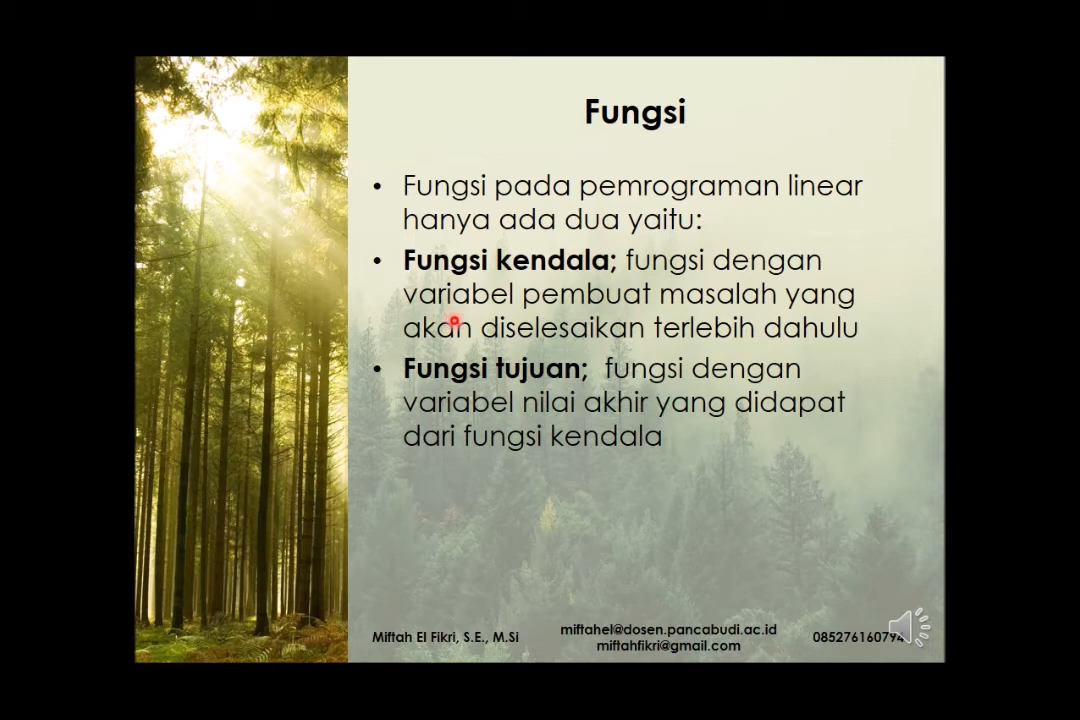 Fungsi
• Fungsi pada pemrograman linear
hanya ada dua yaitu:
• Fungsi kendala; fungsi dengan
variabel pembuat masalah yang
akan diselesaikan terlebih dahulu
• Fungsi tujuan; fungsi dengan
variabel nilai akhir yang didapat
dari fungsi kendala
Miftah El Fikri, S.E., M.Si
miftahel@dosen.pancabudi.ac.id
miftahfikri@gmail.com
085276160794